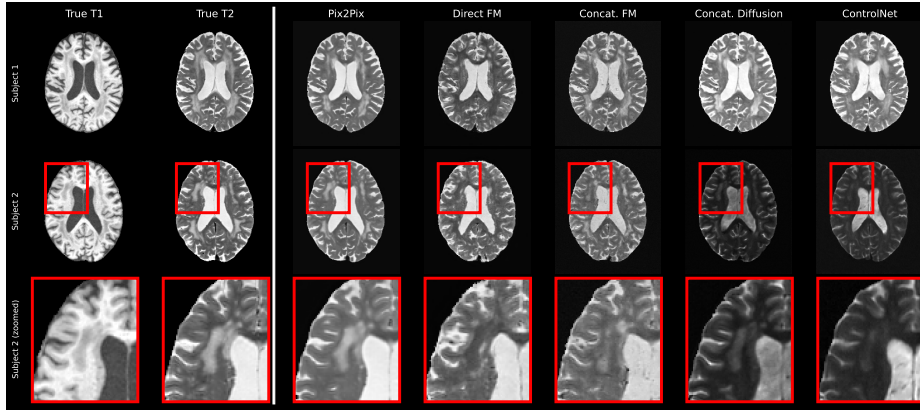 True T1 True T2 Pix2Pix Direct FM Concat. FM Concat. Diffusion ControlNet
Subject 1
Subject 2
Subject 2 (zoomed)